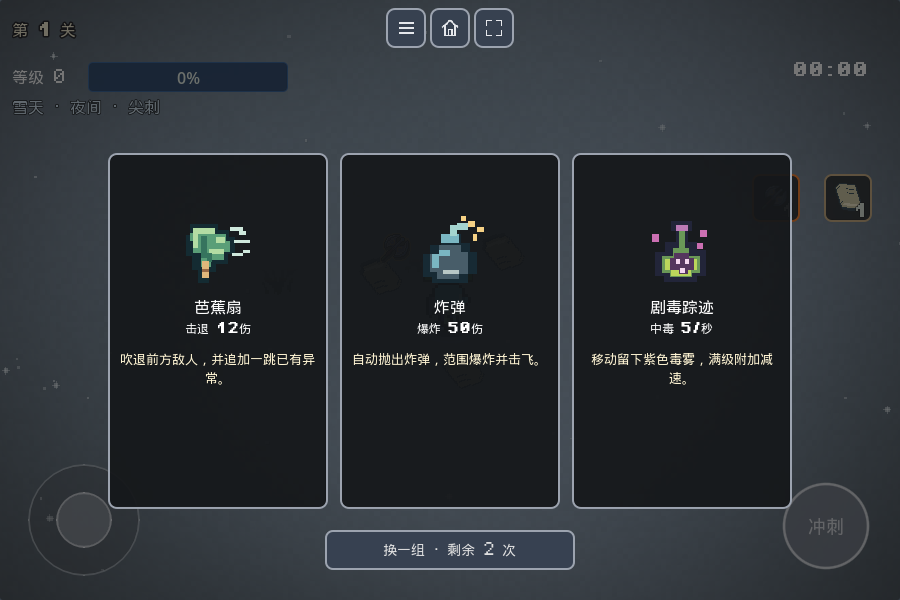 第 1 关
等级 0
0%
00:00
雪天 · 夜间 · 尖刺
1
芭蕉扇
击退 12伤
吹退前方敌人，并追加一跳已有异
常。
炸弹
爆炸 50伤
自动抛出炸弹，范围爆炸并击飞。
剧毒踪迹
中毒 5/秒
移动留下紫色毒雾，满级附加减
速。
换一组 · 剩余 2 次
冲刺